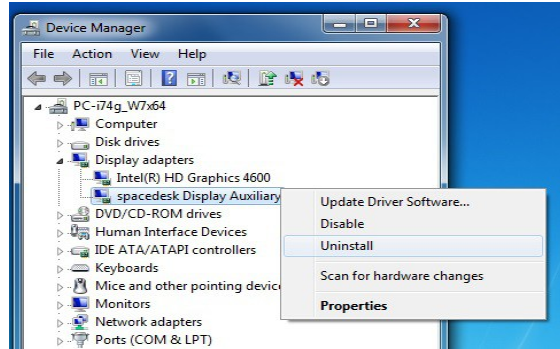 Device Manager
File Action View Help
PC-i74g_W7x64
Computer
Disk drives
Display adapters
Intel(R) HD Graphics 4600
spacedesk Display Auxiliary
DVD/CD-ROM drives
Human Interface Devices
IDE ATA/ATAPI controllers
Keyboards
Mice and other pointing device
Monitors
Network adapters
Ports (COM & LPT)
Update Driver Software...
Disable
Uninstall
Scan for hardware changes
Properties